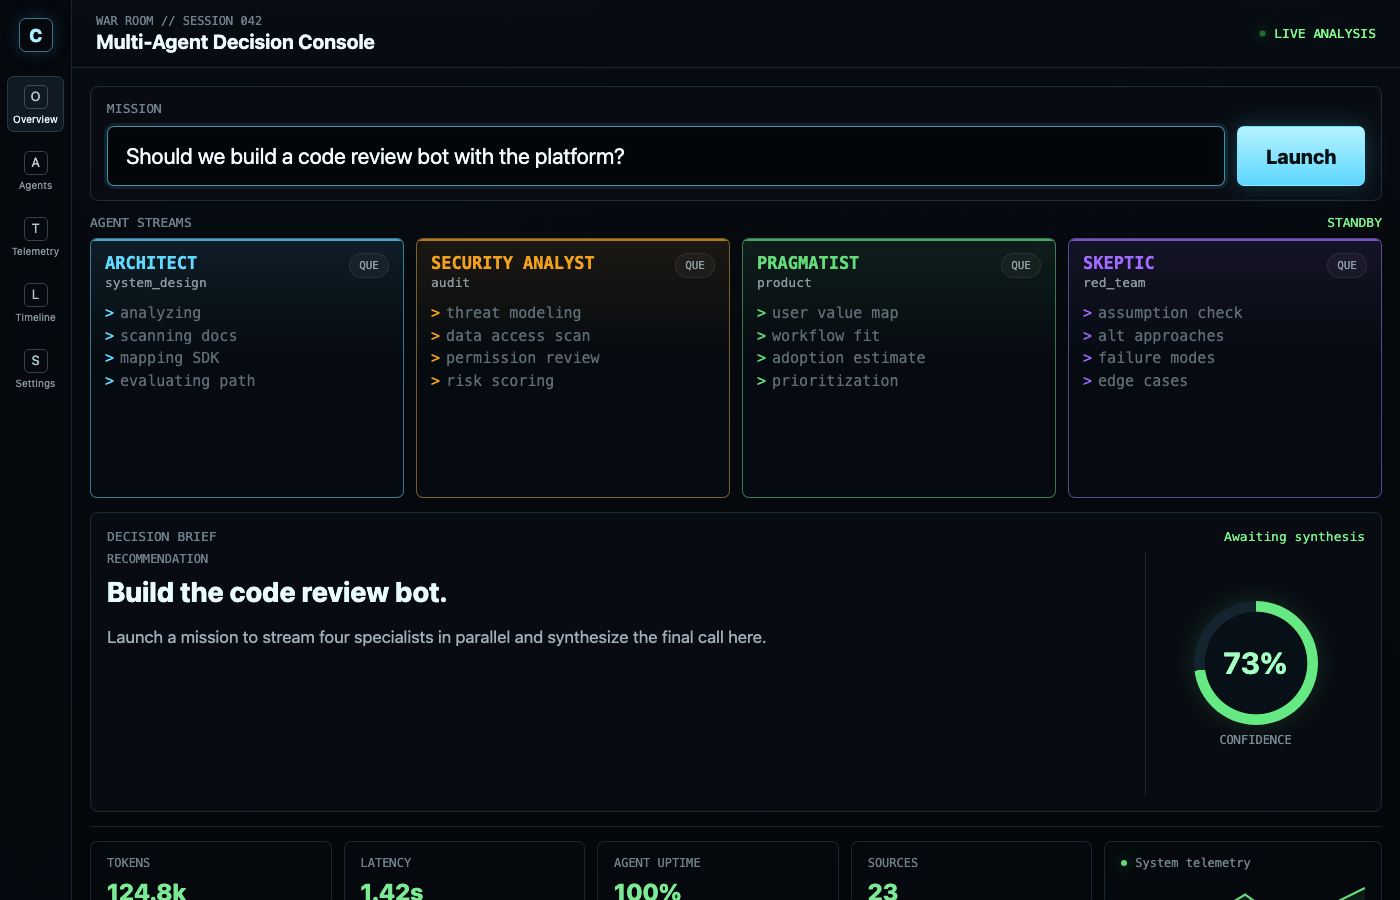 C
WAR ROOM // SESSION 042
Multi-Agent Decision Console
LIVE ANALYSIS
O
Overview
A
Agents
T
Telemetry
L
Timeline
S
Settings
MISSION
Should we build a code review bot with the platform?
Launch
AGENT STREAMS
STANDBY
ARCHITECT
QUE
system_design
> analyzing
> scanning docs
> mapping SDK
> evaluating path
SECURITY ANALYST
QUE
audit
> threat modeling
> data access scan
> permission review
> risk scoring
PRAGMATIST
QUE
product
> user value map
> workflow fit
> adoption estimate
> prioritization
SKEPTIC
QUE
red_team
> assumption check
> alt approaches
> failure modes
> edge cases
DECISION BRIEF
Awaiting synthesis
RECOMMENDATION
Build the code review bot.
Launch a mission to stream four specialists in parallel and synthesize the final call here.
73%
CONFIDENCE
TOKENS
124.8k
LATENCY
1.42s
AGENT UPTIME
100%
SOURCES
23
System telemetry